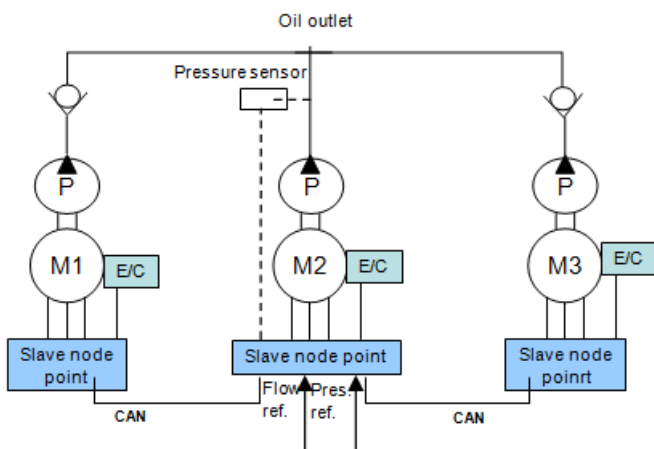 Oil outlet
Pressure sensor
P
P
P
M1
E/C
M2
E/C
M3
E/C
Slave node
point
Slave node point
Slave node
poinrt
Flow
ref.
Pres.
ref.
CAN
CAN